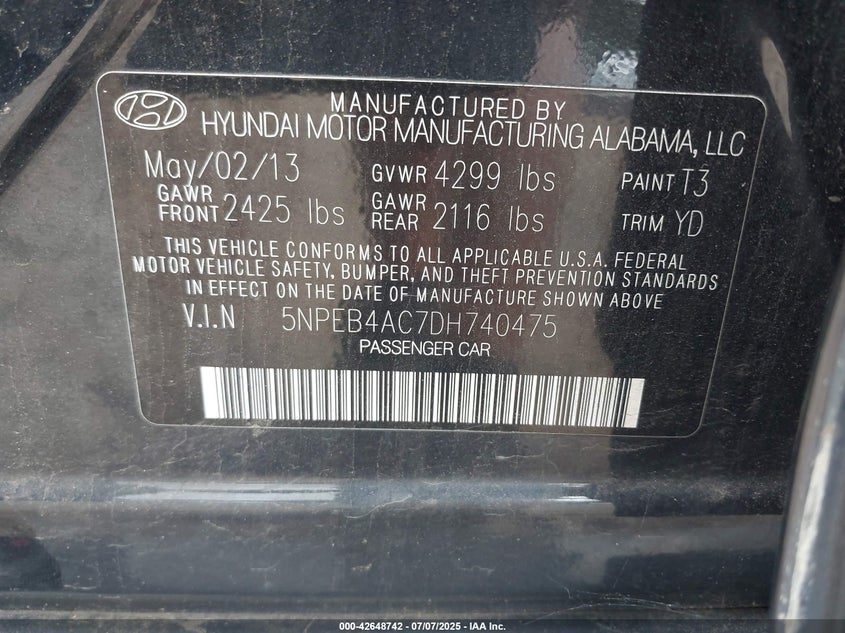 MANUFACTURED BY
HYUNDAI MOTOR MANUFACTURING ALABAMA, LLC
May/02/13 GVWR 4299 lbs PAINT T3
GAWR FRONT 2425 lbs GAWR REAR 2116 lbs TRIM YD
THIS VEHICLE CONFORMS TO ALL APPLICABLE U.S.A. FEDERAL
MOTOR VEHICLE SAFETY, BUMPER, AND THEFT PREVENTION STANDARDS
IN EFFECT ON THE DATE OF MANUFACTURE SHOWN ABOVE
V.I.N 5NPEB4AC7DH740475
PASSENGER CAR
000-42648742 / 07/07/2025 - IAA Inc.